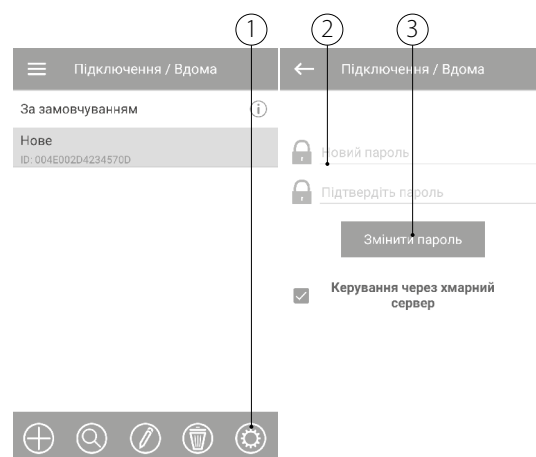 1 2 3
Підключення / Вдома
За замовчуванням i
Нове
ID: 004E002D4234570D
Підключення / Вдома
Новий пароль
Підтвердіть пароль
Змінити пароль
Керування через хмарний
сервер